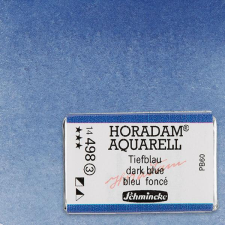 HORADAM®
AQUARELL
Tiefblau
dark blue
bleu foncé
Schmincke
14 498 3
★★★
PB60